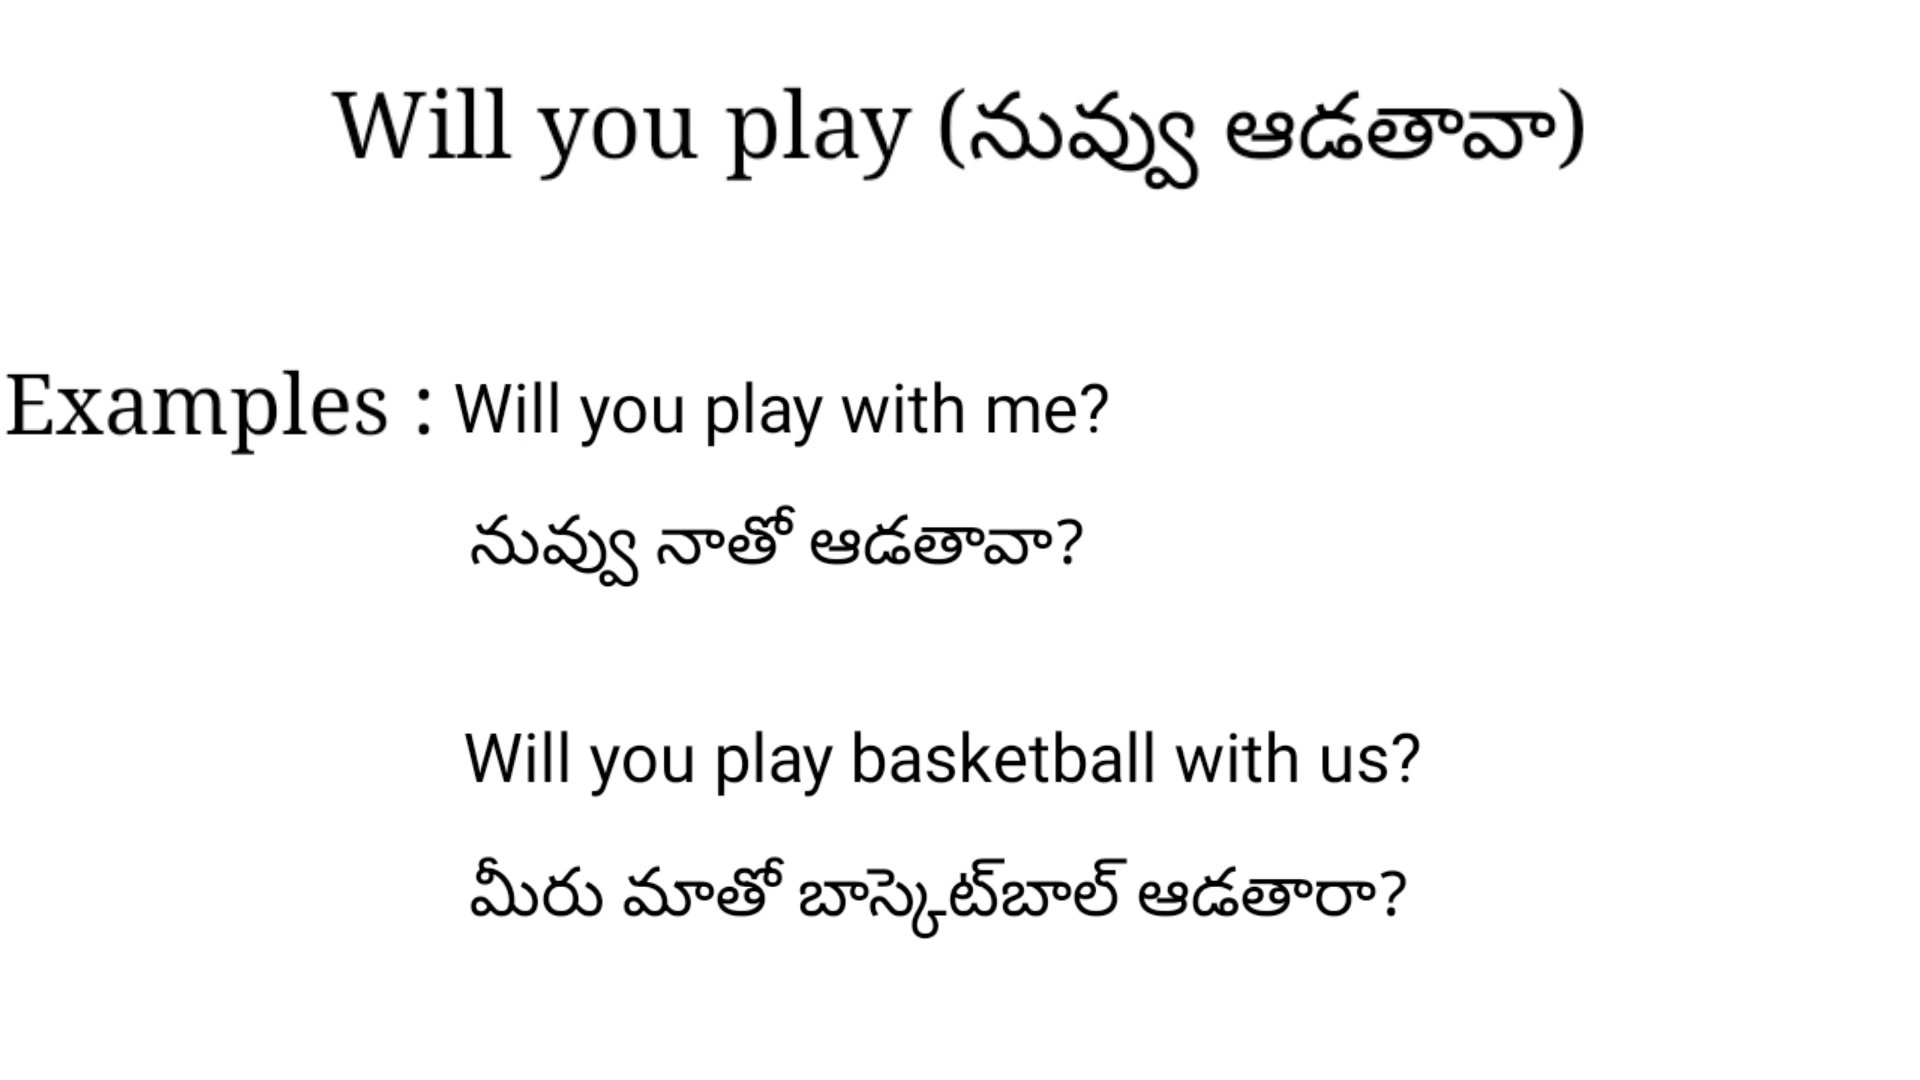 Will you play (నువ్వు ఆడతావా)
Examples : Will you play with me?
నువ్వు నాతో ఆడతావా?
Will you play basketball with us?
మీరు మాతో బాస్కెట్‌బాల్ ఆడతారా?